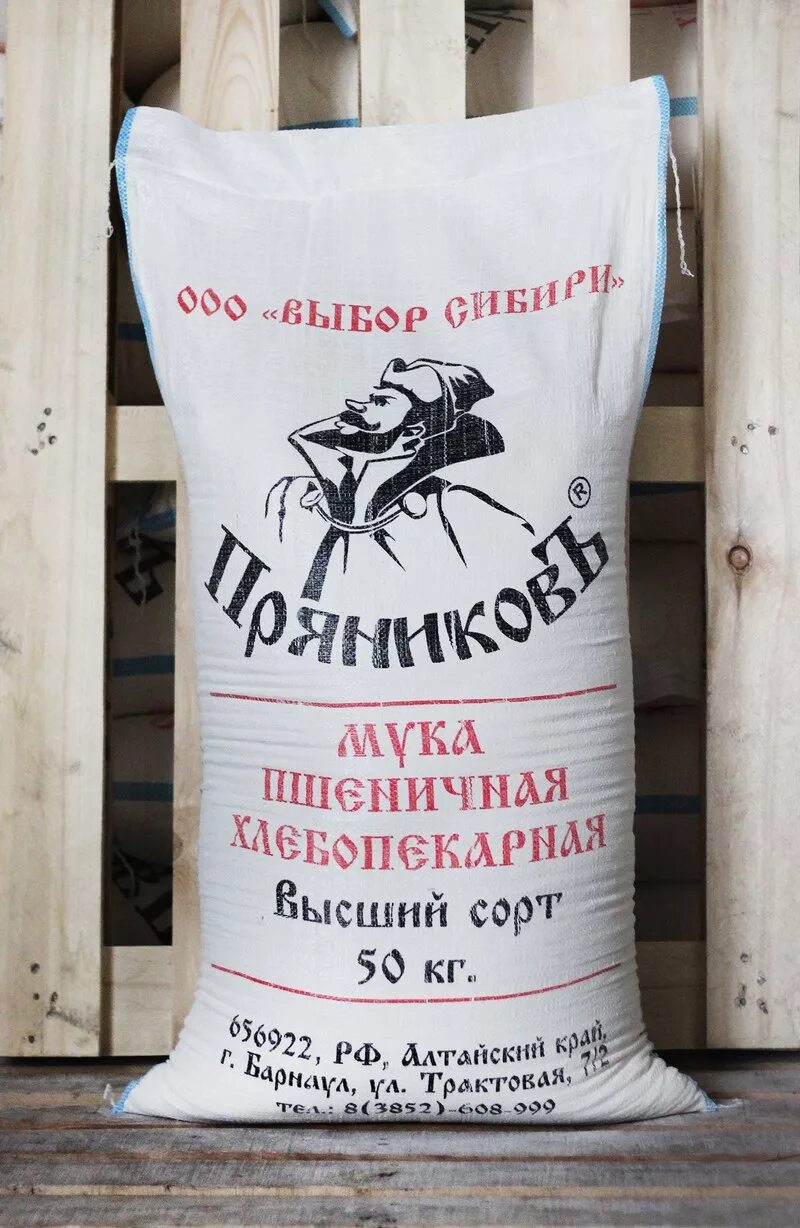 ООО «ВЫБОР СИБИРИ»
®
ПРЯНИКОВЪ
МУКА
ПШЕНИЧНАЯ
ХЛЕБОПЕКАРНАЯ
Высший сорт
50 кг.
656922, РФ, Алтайский край,
г. Барнаул, ул. Трактовая, 7/2
тел.: 8(3852)-608-999